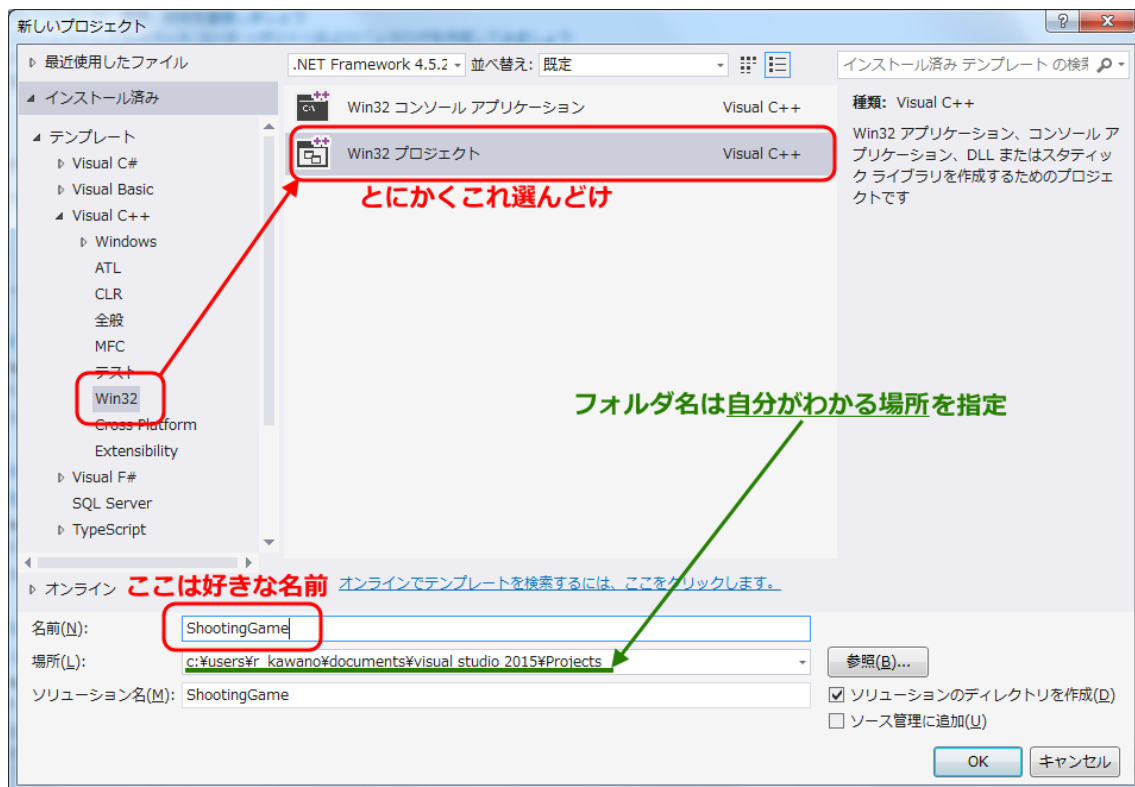 新しいプロジェクト
最近使用したファイル
.NET Framework 4.5.2 並べ替え: 既定
インストール済み テンプレート の検索
インストール済み
テンプレート
Visual C#
Visual Basic
Visual C++
Windows
ATL
CLR
全般
MFC
テスト
Win32
Cross Platform
Extensibility
Visual F#
SQL Server
TypeScript
オンライン
Win32 コンソール アプリケーション Visual C++
Win32 プロジェクト Visual C++
とにかくこれ選んどけ
種類: Visual C++
Win32 アプリケーション、コンソール ア
プリケーション、DLL またはスタティッ
ク ライブラリを作成するためのプロジェ
クトです
フォルダ名は自分がわかる場所を指定
ここは好きな名前
オンラインでテンプレートを検索するには、ここをクリックします。
名前(N): ShootingGame
場所(L): c:¥users¥r_kawano¥documents¥visual studio 2015¥Projects
参照(B)...
ソリューション名(M): ShootingGame
ソリューションのディレクトリを作成(D)
ソース管理に追加(U)
OK キャンセル